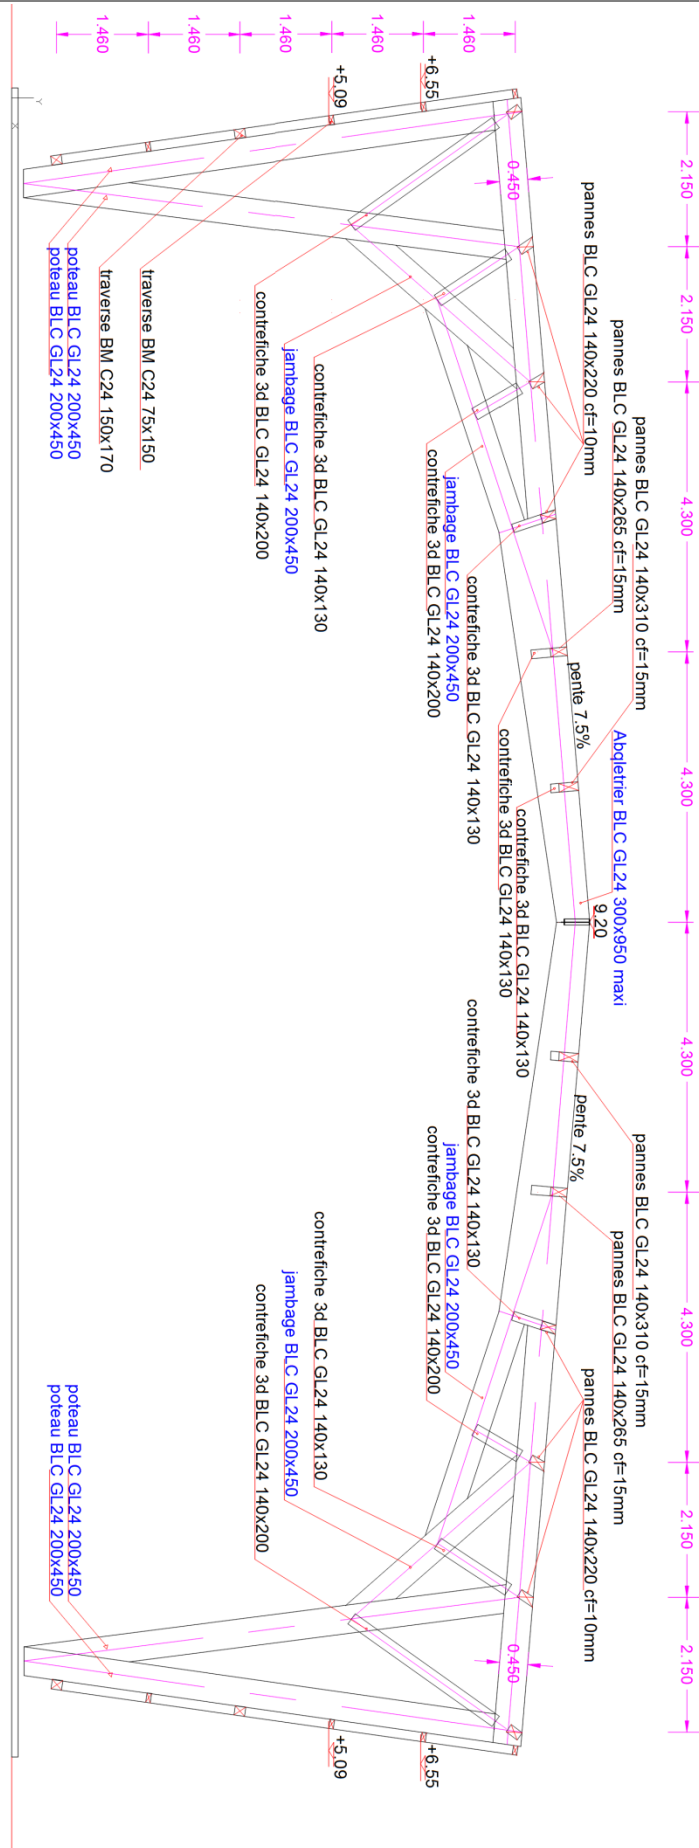 2.150
2.150
4.300
4.300
4.300
4.300
2.150
2.150
pannes BLC GL24 140x310 cf=15mm
pannes BLC GL24 140x265 cf=15mm
pannes BLC GL24 140x220 cf=10mm
Abqletrier BLC GL24 300x950 maxi
9.20
pannes BLC GL24 140x310 cf=15mm
pannes BLC GL24 140x265 cf=15mm
pannes BLC GL24 140x220 cf=10mm
pente 7.5%
pente 7.5%
0.450
0.450
1.460
1.460
1.460
1.460
1.460
+6.55
+5.09
+6.55
+5.09
contrefiche 3d BLC GL24 140x130
contrefiche 3d BLC GL24 140x130
contrefiche 3d BLC GL24 140x130
jambage BLC GL24 200x450
contrefiche 3d BLC GL24 140x200
contrefiche 3d BLC GL24 140x130
jambage BLC GL24 200x450
contrefiche 3d BLC GL24 140x200
contrefiche 3d BLC GL24 140x130
jambage BLC GL24 200x450
contrefiche 3d BLC GL24 140x200
contrefiche 3d BLC GL24 140x130
jambage BLC GL24 200x450
contrefiche 3d BLC GL24 140x200
traverse BM C24 75x150
traverse BM C24 150x170
poteau BLC GL24 200x450
poteau BLC GL24 200x450
poteau BLC GL24 200x450
poteau BLC GL24 200x450
Y
X